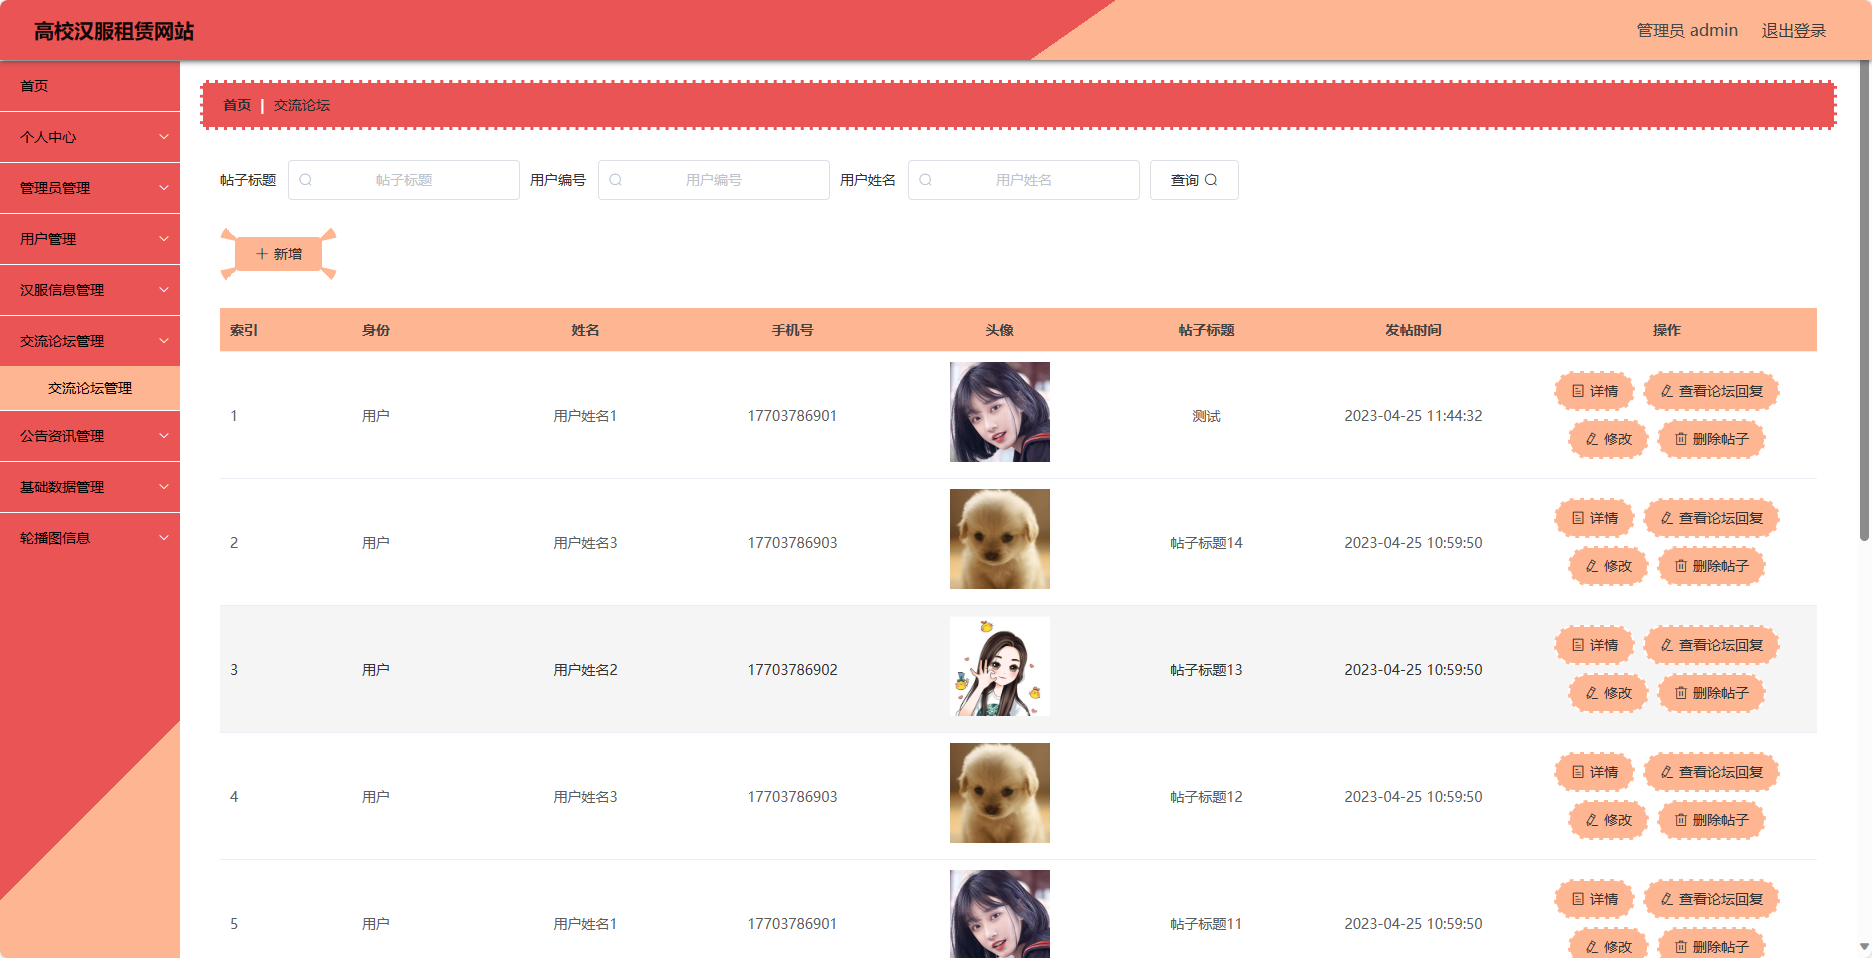 高校汉服租赁网站
管理员 admin 退出登录
首页
个人中心
管理员管理
用户管理
汉服信息管理
交流论坛管理
交流论坛管理
公告资讯管理
基础数据管理
轮播图信息
首页 | 交流论坛
帖子标题 帖子标题 用户编号 用户编号 用户姓名 用户姓名 查询
新增
索引 身份 姓名 手机号 头像 帖子标题 发帖时间 操作
1 用户 用户姓名1 17703786901 测试 2023-04-25 11:44:32 详情 查看论坛回复
修改 删除帖子
2 用户 用户姓名3 17703786903 帖子标题14 2023-04-25 10:59:50 详情 查看论坛回复
修改 删除帖子
3 用户 用户姓名2 17703786902 帖子标题13 2023-04-25 10:59:50 详情 查看论坛回复
修改 删除帖子
4 用户 用户姓名3 17703786903 帖子标题12 2023-04-25 10:59:50 详情 查看论坛回复
修改 删除帖子
5 用户 用户姓名1 17703786901 帖子标题11 2023-04-25 10:59:50 详情 查看论坛回复
修改 删除帖子